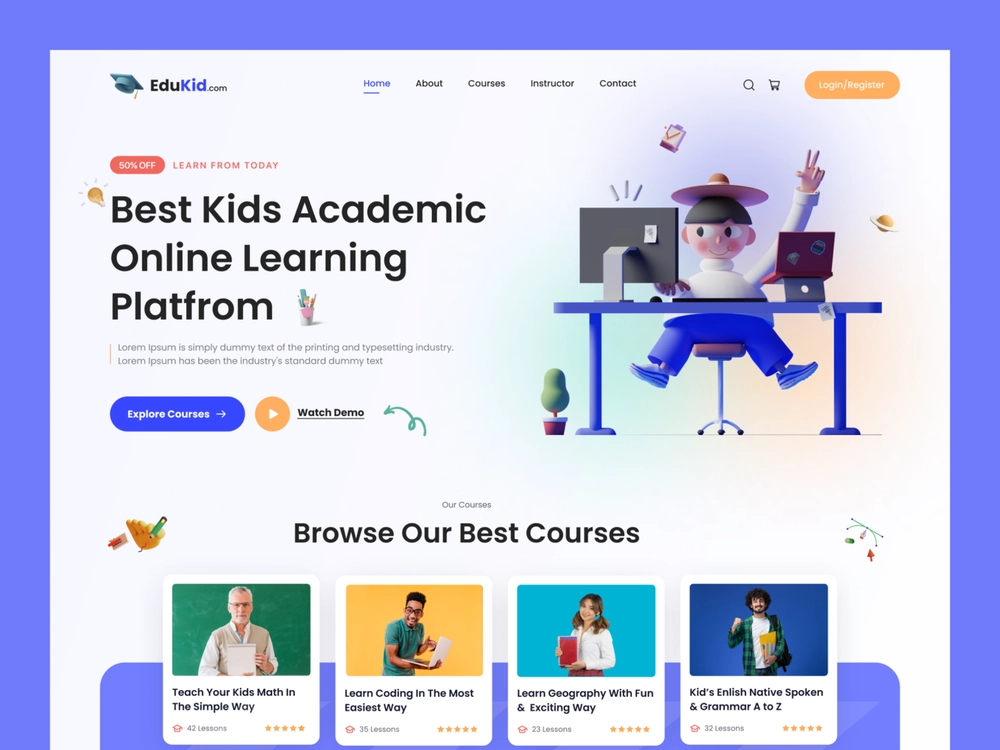 EduKid.com
Home About Courses Instructor Contact
Login/Register
50% OFF LEARN FROM TODAY
Best Kids Academic
Online Learning
Platfrom
Lorem Ipsum is simply dummy text of the printing and typesetting industry.
Lorem Ipsum has been the industry's standard dummy text
Explore Courses
Watch Demo
Our Courses
Browse Our Best Courses
Teach Your Kids Math In
The Simple Way
42 Lessons
Learn Coding In The Most
Easiest Way
35 Lessons
Learn Geography With Fun
& Exciting Way
23 Lessons
Kid's Enlish Native Spoken
& Grammar A to Z
32 Lessons